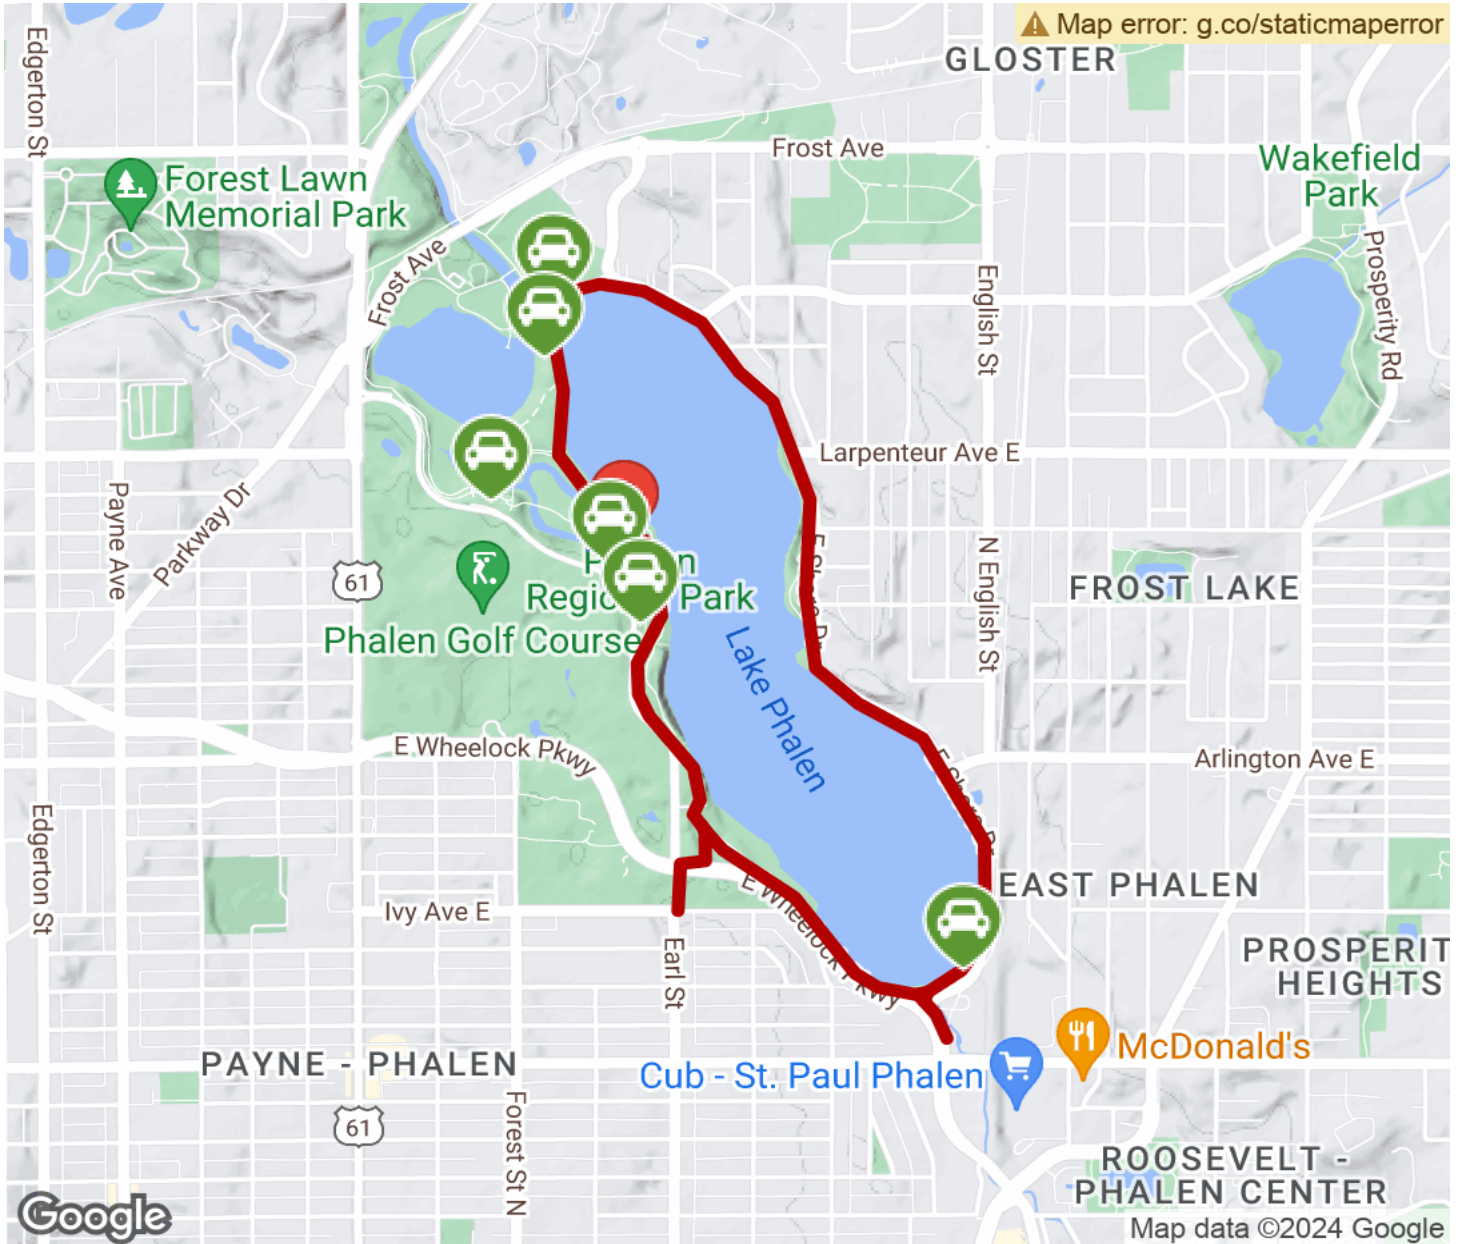 Map error: g.co/staticmaperror
GLOSTER
Edgerton St
Frost Ave
Wakefield
Park
Forest Lawn
Memorial Park
Frost Ave
English St
Prosperity Rd
Larpenteur Ave E
Payne Ave
Parkway Dr
61
N English St
FROST LAKE
Park
Phalen Golf Course
Lake Phalen
E Wheelock Pkwy
Arlington Ave E
Edgerton St
EAST PHALEN
Ivy Ave E
E Wheelock Pkwy
Earl St
PROSPERIT
HEIGHTS
PAYNE - PHALEN
McDonald's
Cub - St. Paul Phalen
61
Forest St N
ROOSEVELT -
PHALEN CENTER
Google
Map data ©2024 Google